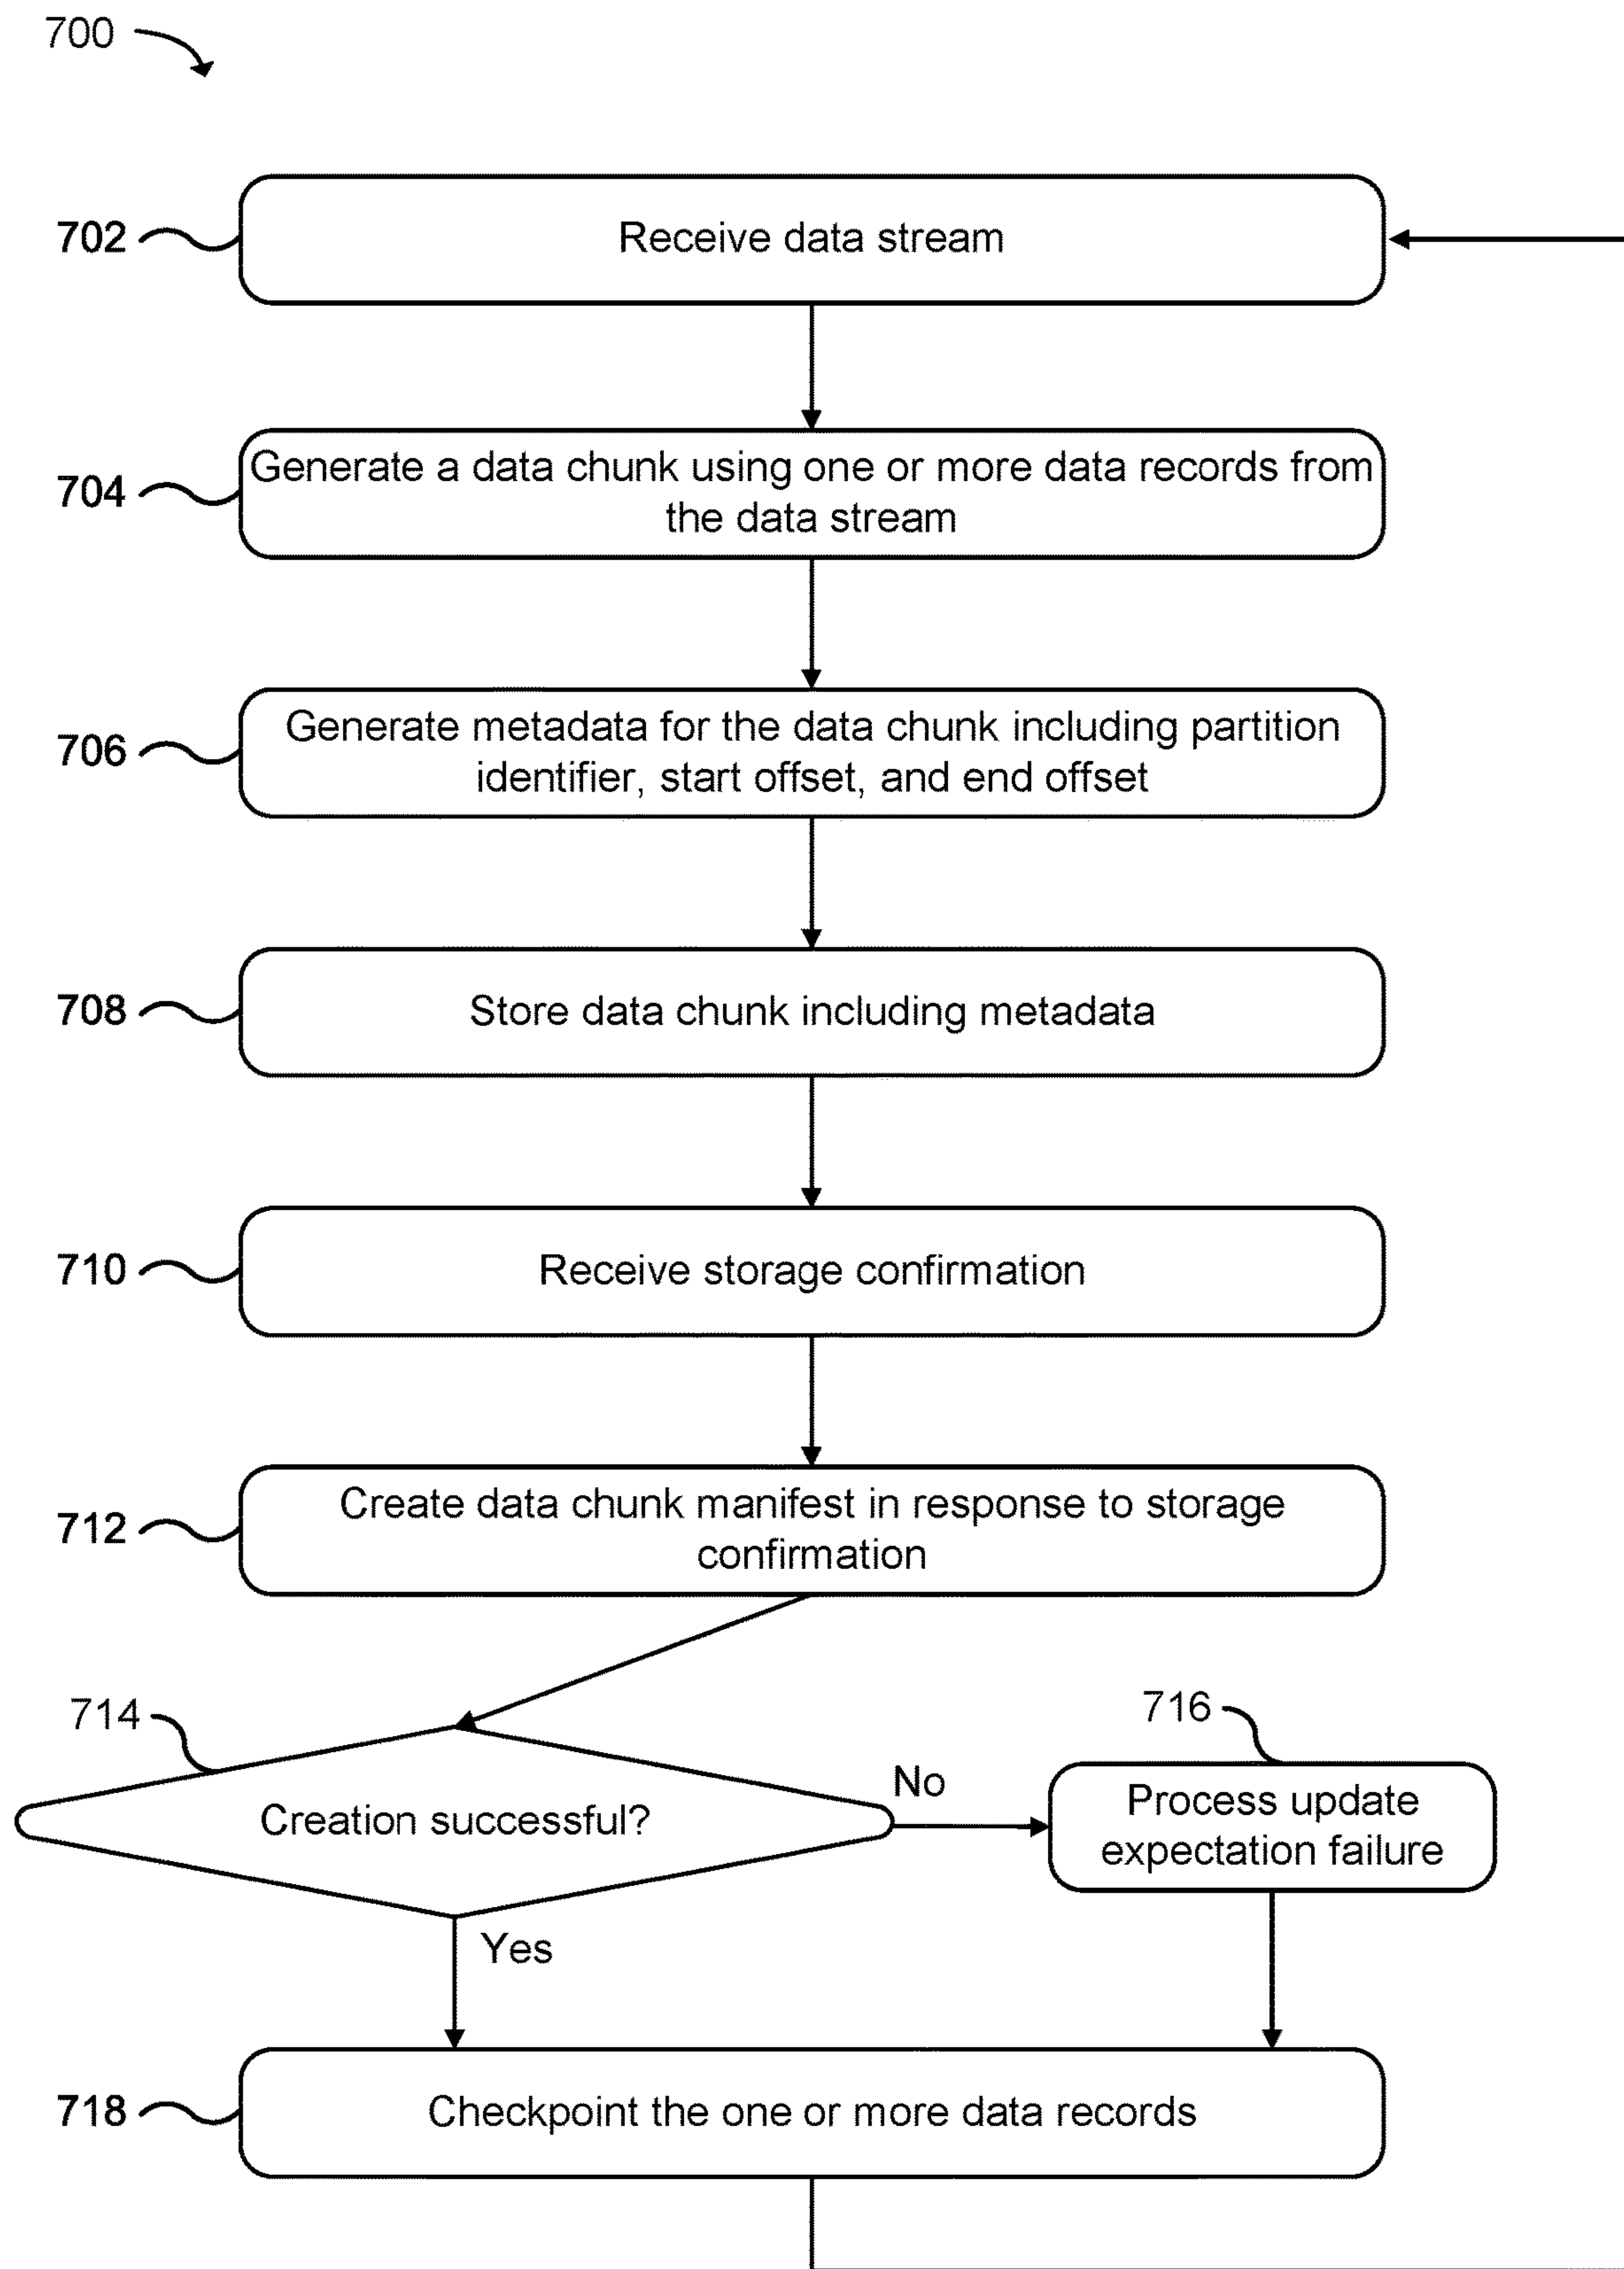 700
702
Receive data stream
704
Generate a data chunk using one or more data records from
the data stream
706
Generate metadata for the data chunk including partition
identifier, start offset, and end offset
708
Store data chunk including metadata
710
Receive storage confirmation
712
Create data chunk manifest in response to storage
confirmation
714
716
Creation successful?
No
Process update
expectation failure
Yes
718
Checkpoint the one or more data records